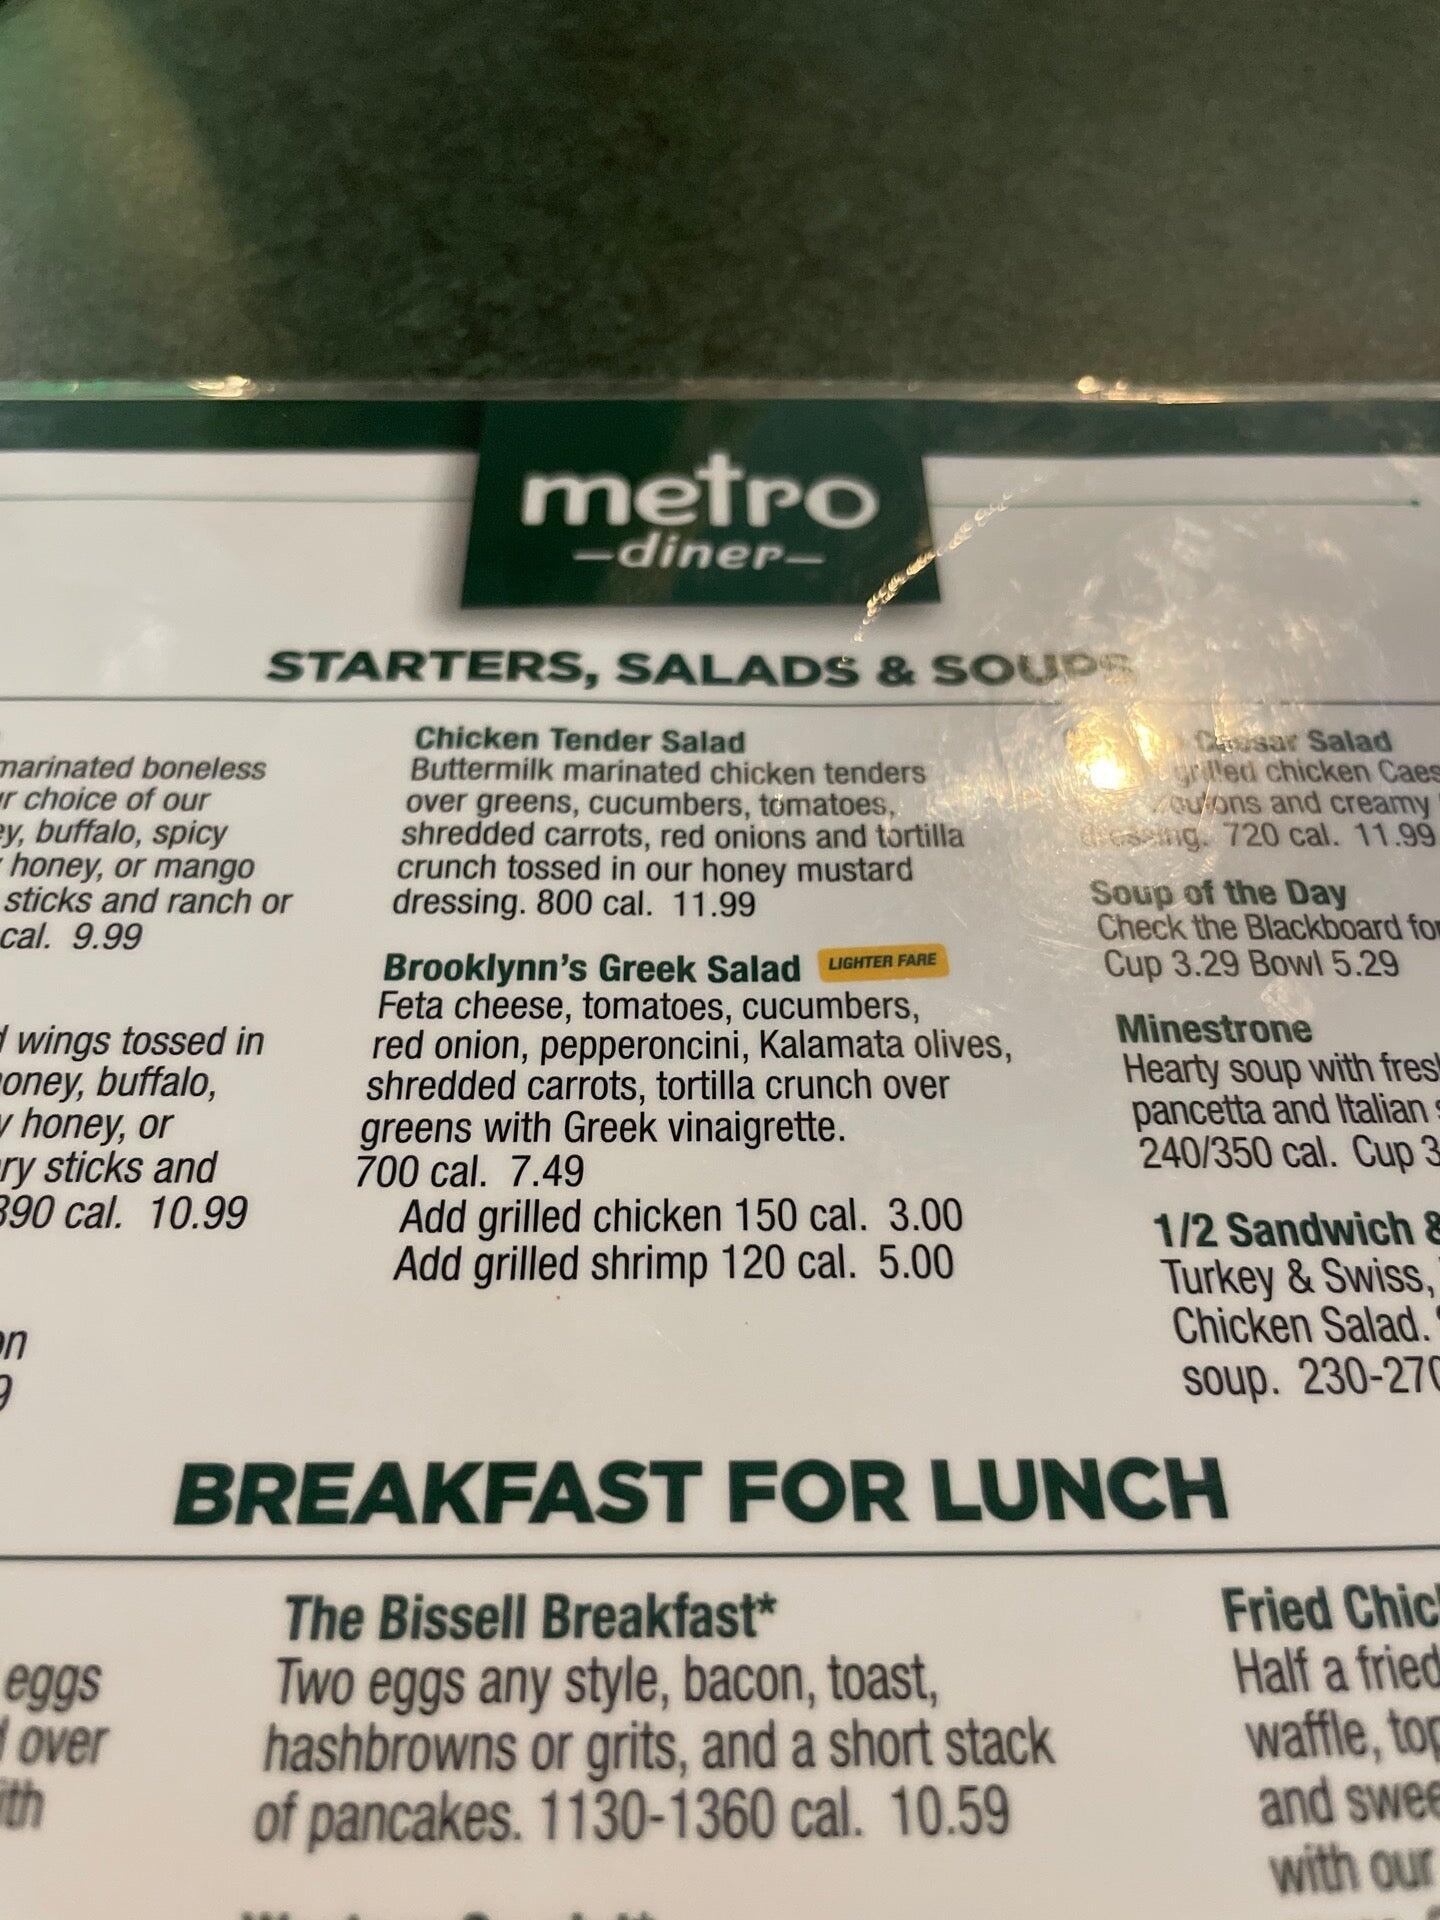 metro
–diner–
STARTERS, SALADS & SOUPS
marinated boneless
choice of our
buffalo, spicy
honey, or mango
sticks and ranch or
cal. 9.99
wings tossed in
buffalo,
honey, or
sticks and
cal. 10.99
Chicken Tender Salad
Buttermilk marinated chicken tenders
over greens, cucumbers, tomatoes,
shredded carrots, red onions and tortilla
crunch tossed in our honey mustard
dressing. 800 cal. 11.99
Brooklynn's Greek Salad LIGHTER FARE
Feta cheese, tomatoes, cucumbers,
red onion, pepperoncini, Kalamata olives,
shredded carrots, tortilla crunch over
greens with Greek vinaigrette.
700 cal. 7.49
Add grilled chicken 150 cal. 3.00
Add grilled shrimp 120 cal. 5.00
Caesar Salad
grilled chicken
and creamy
dressing. 720 cal. 11.99
Soup of the Day
Check the Blackboard for
Cup 3.29 Bowl 5.29
Minestrone
Hearty soup with
pancetta and Italian
240/350 cal. Cup
1/2 Sandwich &
Turkey & Swiss,
Chicken Salad.
soup. 230-270
BREAKFAST FOR LUNCH
eggs
over
The Bissell Breakfast*
Two eggs any style, bacon, toast,
hashbrowns or grits, and a short stack
of pancakes. 1130-1360 cal. 10.59
Fried
Half a fried
waffle,
and
with our